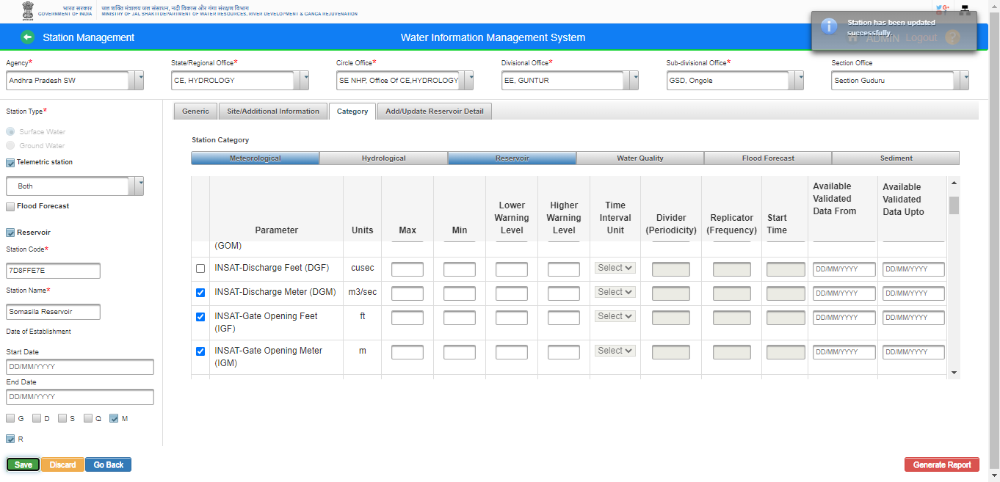 भारत सरकार
GOVERNMENT OF INDIA
जल शक्ति मंत्रालय जल संसाधन, नदी विकास और गंगा संरक्षण विभाग
MINISTRY OF JAL SHAKTI DEPARTMENT OF WATER RESOURCES, RIVER DEVELOPMENT & GANGA REJUVENATION
Station has been updated
successfully.
Station Management
Water Information Management System
ADMIN Logout ?
Agency*
State/Regional Office*
Circle Office*
Divisional Office*
Sub-divisional Office*
Section Office
Andhra Pradesh SW
CE, HYDROLOGY
SE NHP, Office Of CE,HYDROLOGY
EE, GUNTUR
GSD, Ongole
Section Guduru
Station Type*
Surface Water
Ground Water
Telemetric station
Both
Flood Forecast
Reservoir
Station Code*
7D8FFE7E
Station Name*
Somasila Reservoir
Date of Establishment
Start Date
DD/MM/YYYY
End Date
DD/MM/YYYY
G D S Q M
R
Generic
Site/Additional Information
Category
Add/Update Reservoir Detail
Station Category
Meteorological
Hydrological
Reservoir
Water Quality
Flood Forecast
Sediment
Parameter
Units
Max
Min
Lower
Warning
Level
Higher
Warning
Level
Time
Interval
Unit
Divider
(Periodicity)
Replicator
(Frequency)
Start
Time
Available
Validated
Data From
Available
Validated
Data Upto
(GOM)
INSAT-Discharge Feet (DGF) cusec Select DD/MM/YYYY DD/MM/YYYY
INSAT-Discharge Meter (DGM) m3/sec Select DD/MM/YYYY DD/MM/YYYY
INSAT-Gate Opening Feet ft Select DD/MM/YYYY DD/MM/YYYY
(IGF)
INSAT-Gate Opening Meter m Select DD/MM/YYYY DD/MM/YYYY
(IGM)
Save
Discard
Go Back
Generate Report